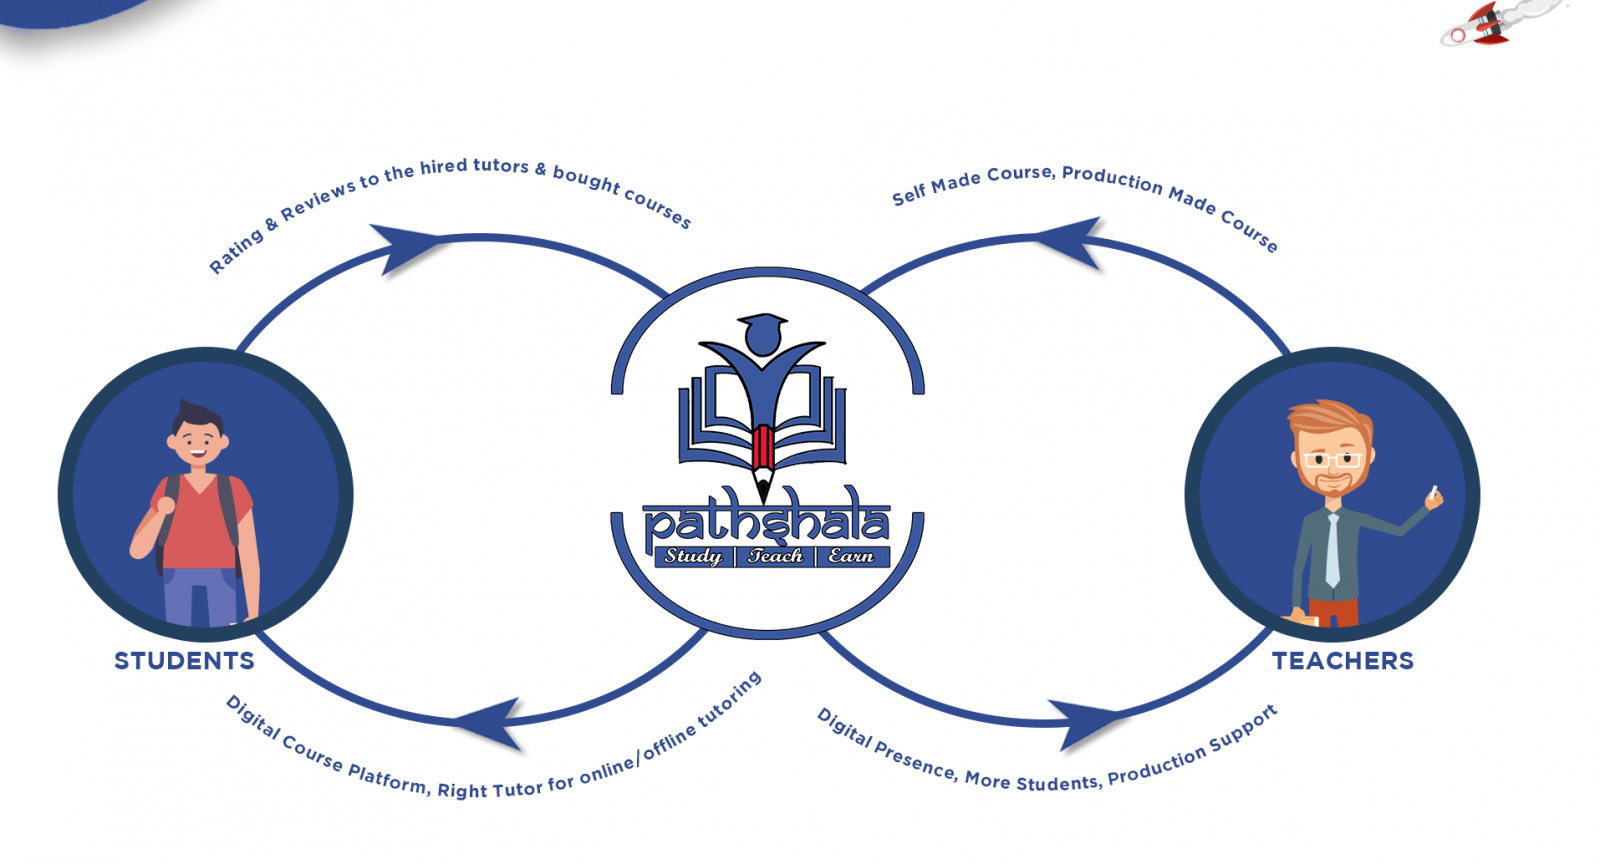 Rating & Reviews to the hired tutors & bought courses
Self Made Course, Production Made Course
pathshala
Study | Teach | Earn
STUDENTS
TEACHERS
Digital Course Platform, Right Tutor for online/offline tutoring
Digital Presence, More Students, Production Support